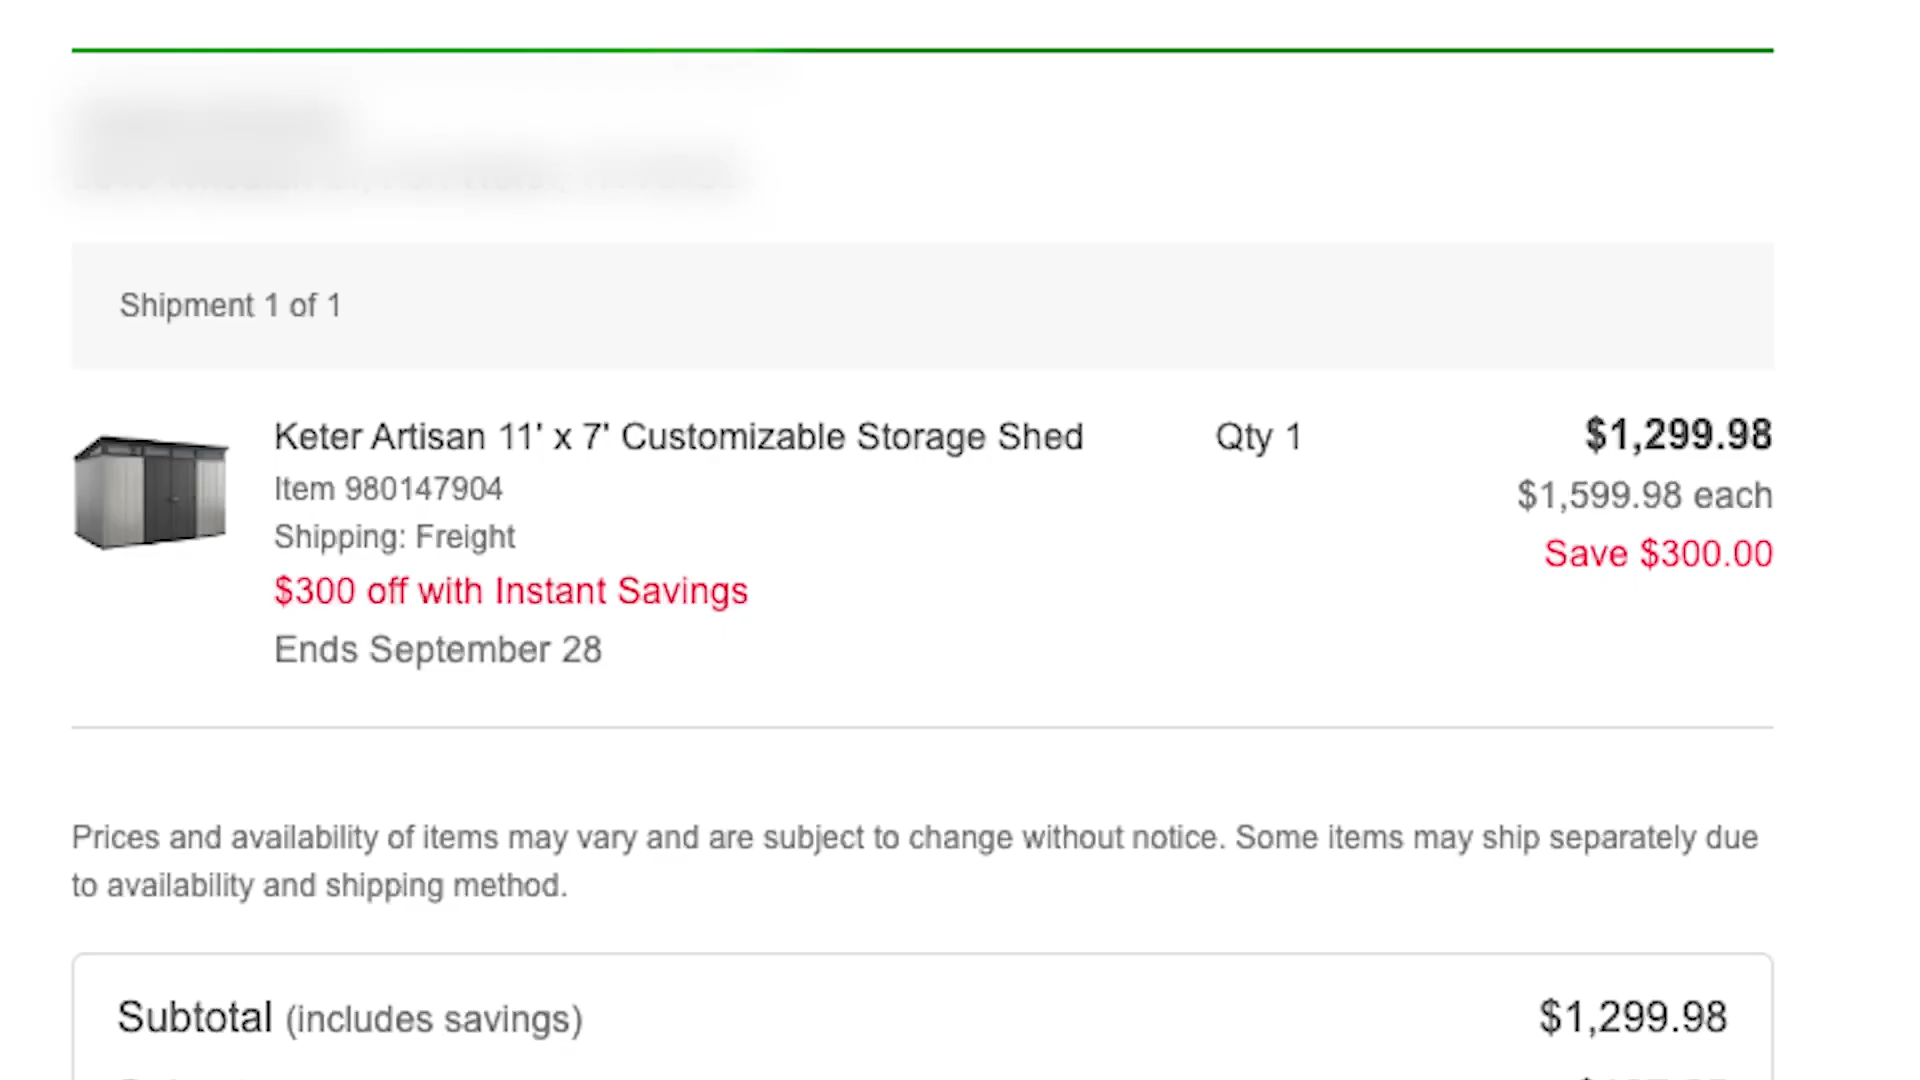 Shipment 1 of 1
Keter Artisan 11' x 7' Customizable Storage Shed Qty 1 $1,299.98
Item 980147904 $1,599.98 each
Shipping: Freight Save $300.00
$300 off with Instant Savings
Ends September 28
Prices and availability of items may vary and are subject to change without notice. Some items may ship separately due
to availability and shipping method.
Subtotal (includes savings) $1,299.98